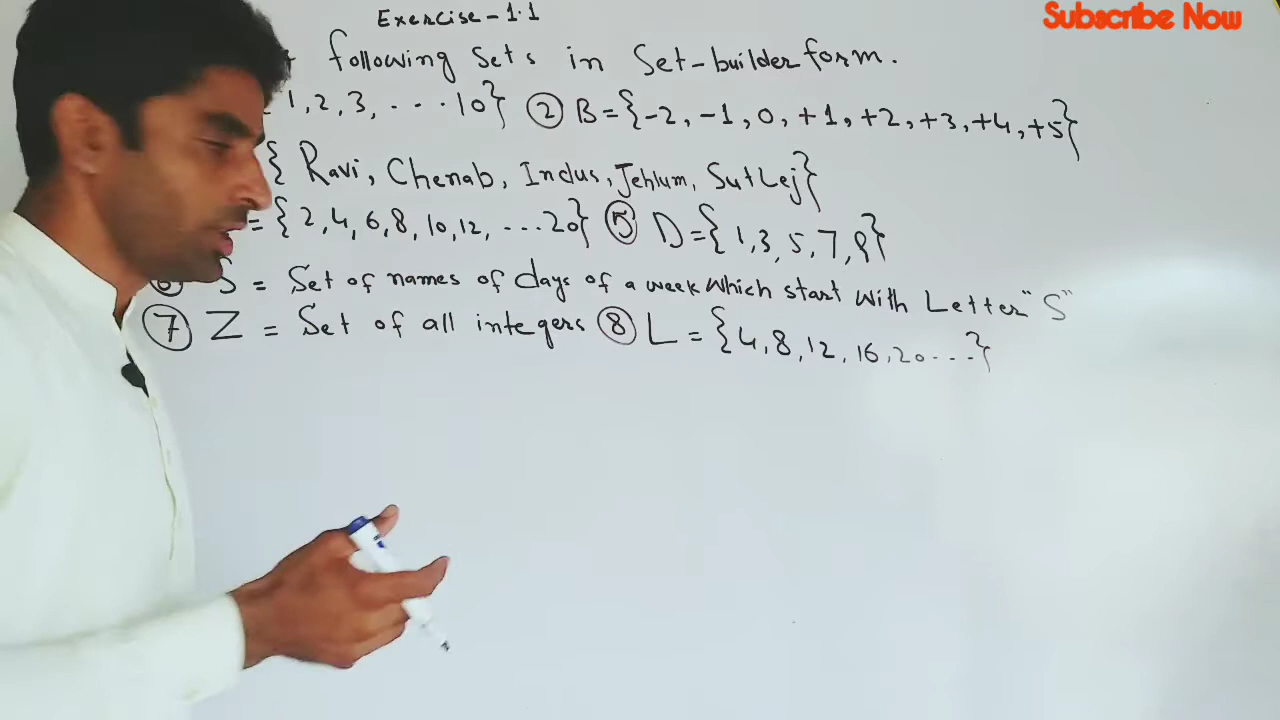 Exercise-1.1
Subscribe Now
following Sets in Set-builder form.
1,2,3, ... 10} ② B={-2, -1, 0, +1, +2, +3, +4, +5}
{ Ravi, Chenab, Indus, Jehlum, Sutlej}
= { 2, 4, 6, 8, 10, 12, ... 20} ⑤ D={ 1, 3, 5, 7, 9}
⑥ S = Set of names of days of a week which start with Letter "S"
⑦ Z = Set of all integers ⑧ L = {4, 8, 12, 16, 20...}